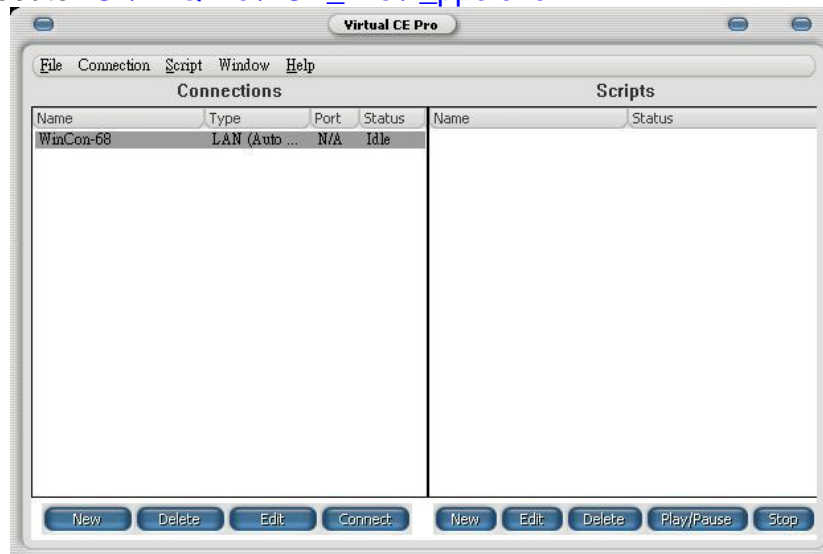 Virtual CE Pro
File Connection Script Window Help
Connections
Scripts
Name Type Port Status
Name Status
WinCon-68 LAN (Auto ... N/A Idle
New Delete Edit Connect
New Edit Delete Play/Pause Stop